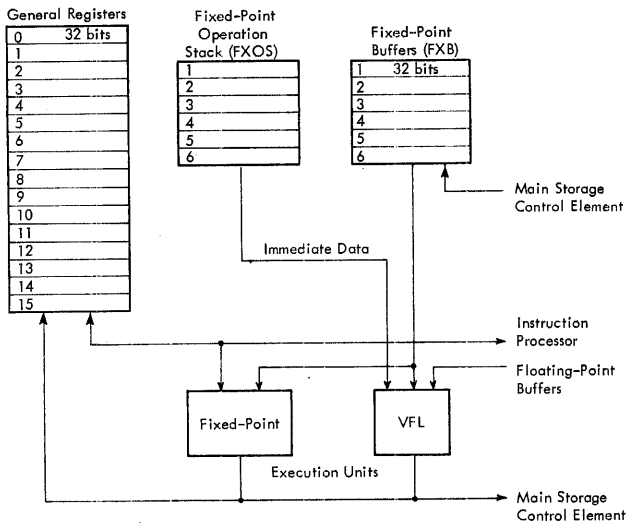 General Registers
0 32 bits
1
2
3
4
5
6
7
8
9
10
11
12
13
14
15
Fixed-Point
Operation
Stack (FXOS)
1
2
3
4
5
6
Fixed-Point
Buffers (FXB)
1 32 bits
2
3
4
5
6
Main Storage
Control Element
Immediate Data
Instruction
Processor
Floating-Point
Buffers
Fixed-Point
VFL
Execution Units
Main Storage
Control Element